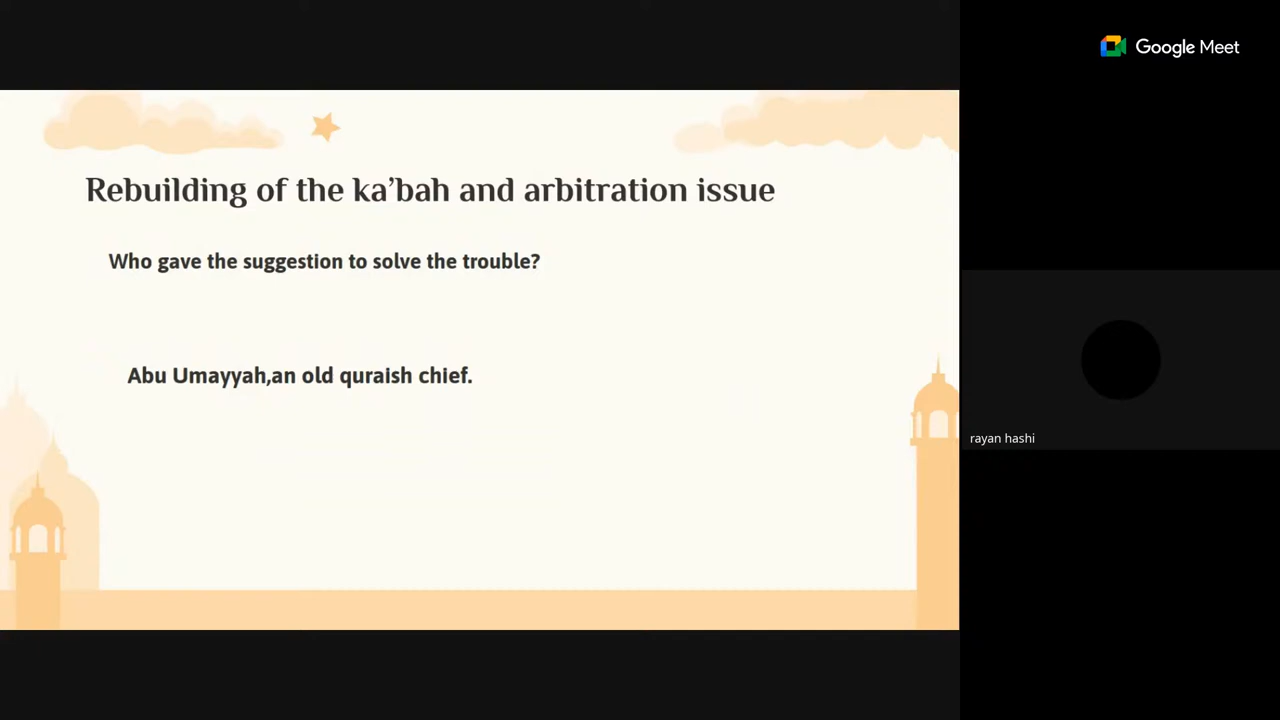 Google Meet
Rebuilding of the ka’bah and arbitration issue
Who gave the suggestion to solve the trouble?
Abu Umayyah,an old quraish chief.
rayan hashi